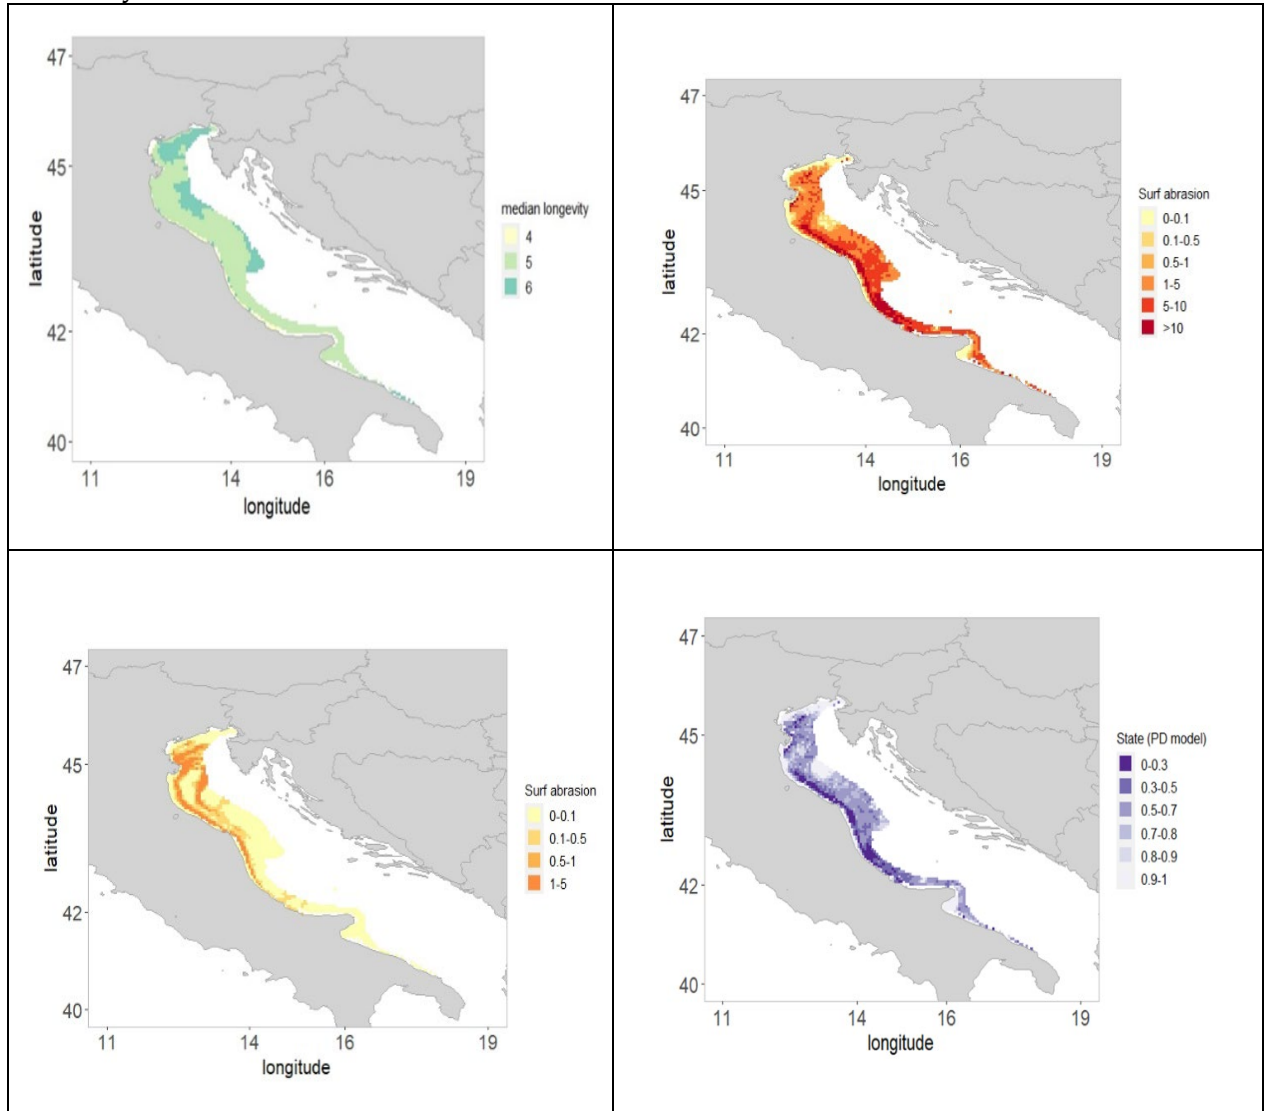 47
45
42
40
11 14 16 19
latitude
longitude
median longevity
4
5
6
47
45
42
40
11 14 16 19
latitude
longitude
Surf abrasion
0-0.1
0.1-0.5
0.5-1
1-5
5-10
>10
47
45
42
40
11 14 16 19
latitude
longitude
Surf abrasion
0-0.1
0.1-0.5
0.5-1
1-5
47
45
42
40
11 14 16 19
latitude
longitude
State (PD model)
0-0.3
0.3-0.5
0.5-0.7
0.7-0.8
0.8-0.9
0.9-1